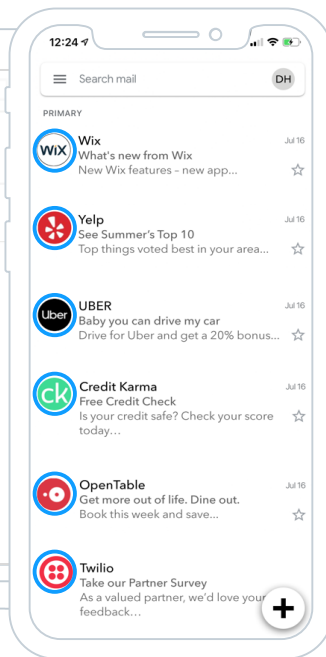 12:24
Search mail
DH
PRIMARY
Wix
Jul 16
WiX
What's new from Wix
New Wix features – new app...
Yelp
Jul 16
See Summer's Top 10
Top things voted best in your area...
UBER
Jul 16
Uber
Baby you can drive my car
Drive for Uber and get a 20% bonus...
Credit Karma
Jul 16
ck
Free Credit Check
Is your credit safe? Check your score
today...
OpenTable
Jul 16
Get more out of life. Dine out.
Book this week and save...
Twilio
Take our Partner Survey
As a valued partner, we'd love your
feedback...